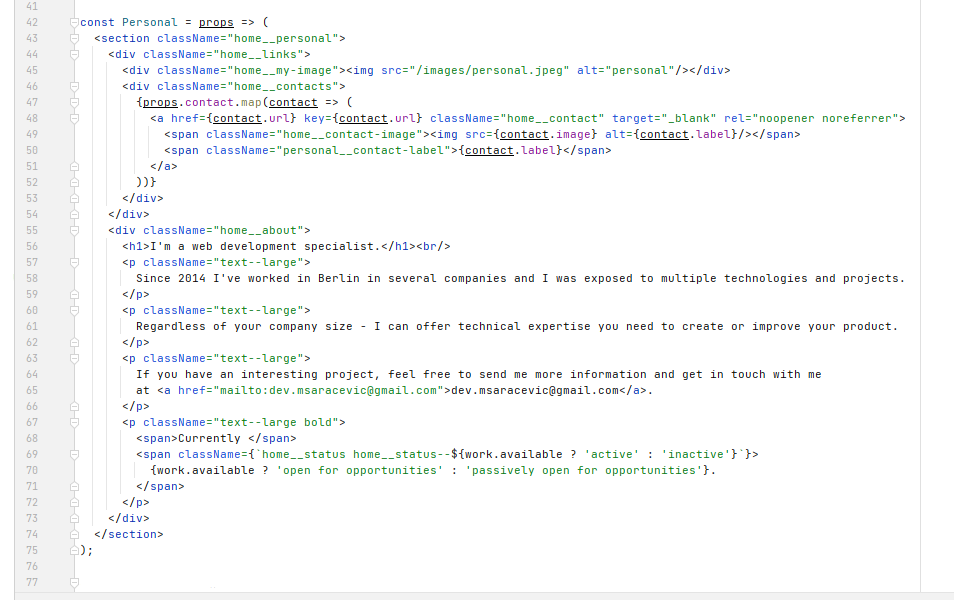 41
42 const Personal = props => (
43   <section className="home__personal">
44     <div className="home__links">
45       <div className="home__my-image"><img src="/images/personal.jpeg" alt="personal"/></div>
46       <div className="home__contacts">
47         {props.contact.map(contact => (
48           <a href={contact.url} key={contact.url} className="home__contact" target="_blank" rel="noopener noreferrer">
49             <span className="home__contact-image"><img src={contact.image} alt={contact.label}/></span>
50             <span className="personal__contact-label">{contact.label}</span>
51           </a>
52         ))}
53       </div>
54     </div>
55     <div className="home__about">
56       <h1>I'm a web development specialist.</h1><br/>
57       <p className="text--large">
58         Since 2014 I've worked in Berlin in several companies and I was exposed to multiple technologies and projects.
59       </p>
60       <p className="text--large">
61         Regardless of your company size - I can offer technical expertise you need to create or improve your product.
62       </p>
63       <p className="text--large">
64         If you have an interesting project, feel free to send me more information and get in touch with me
65         at <a href="mailto:dev.msaracevic@gmail.com">dev.msaracevic@gmail.com</a>.
66       </p>
67       <p className="text--large bold">
68         <span>Currently </span>
69         <span className={`home__status home__status--${work.available ? 'active' : 'inactive'}`}>
70           {work.available ? 'open for opportunities' : 'passively open for opportunities'}.
71         </span>
72       </p>
73     </div>
74   </section>
75 );
76
77